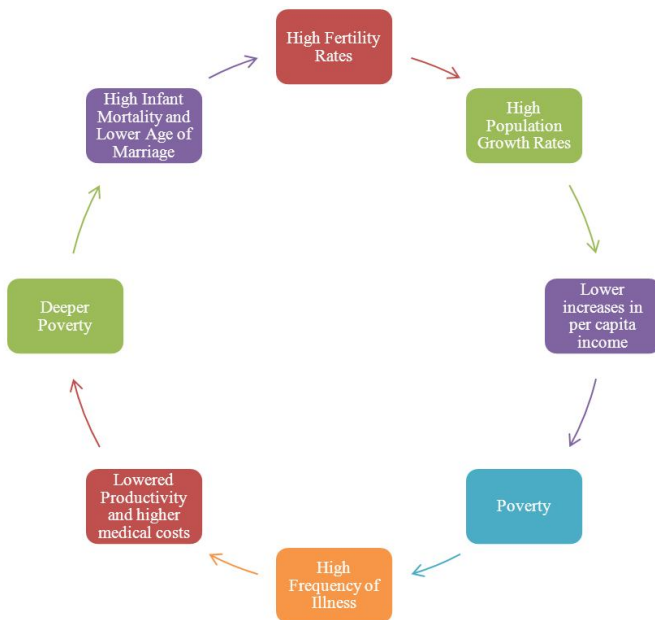 High Fertility
Rates
High
Population
Growth Rates
Lower
increases in
per capita
income
Poverty
High
Frequency of
Illness
Lowered
Productivity
and higher
medical costs
Deeper
Poverty
High Infant
Mortality and
Lower Age of
Marriage